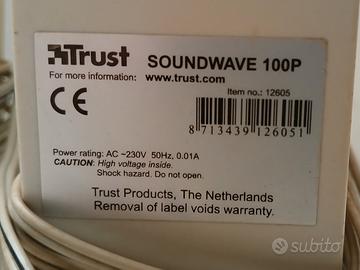 Trust SOUNDWAVE 100P
For more information: www.trust.com
Item no.: 12605
CE
8 713439 126051
Power rating: AC ~230V 50Hz, 0.01A
CAUTION: High voltage inside.
Shock hazard. Do not open.
Trust Products, The Netherlands
Removal of label voids warranty.
subito